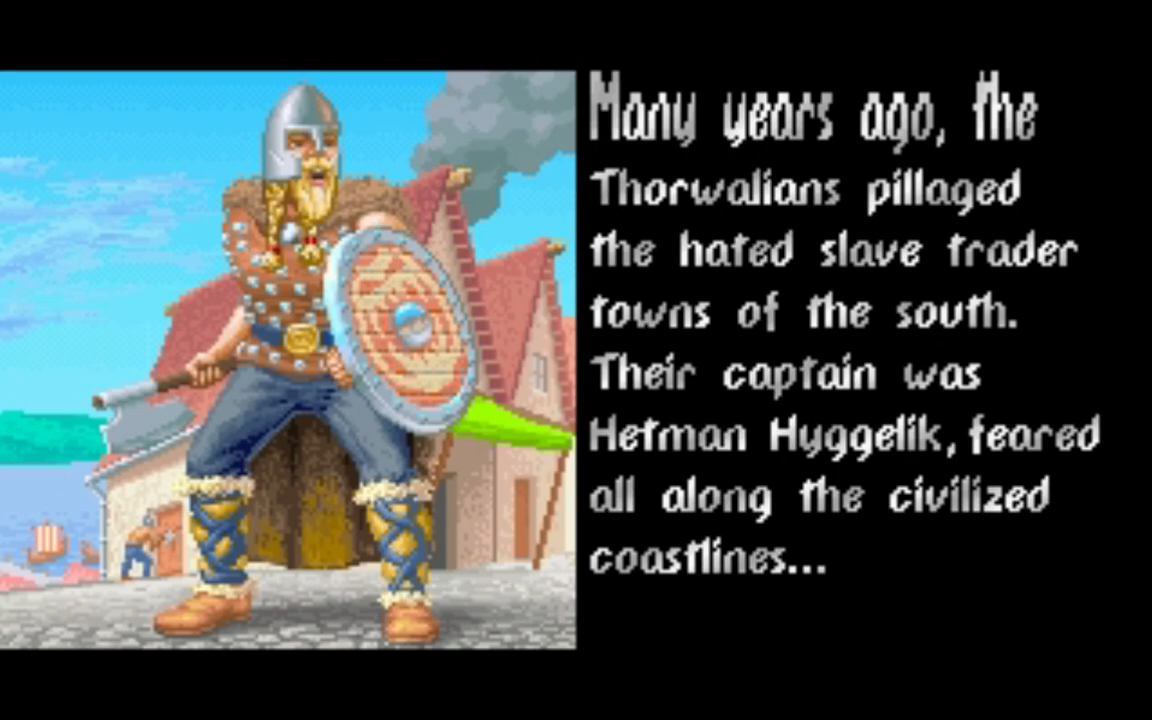 Many years ago, the
Thorwalians pillaged
the hated slave trader
towns of the south.
Their captain was
Hetman Hyggelik, feared
all along the civilized
coastlines...